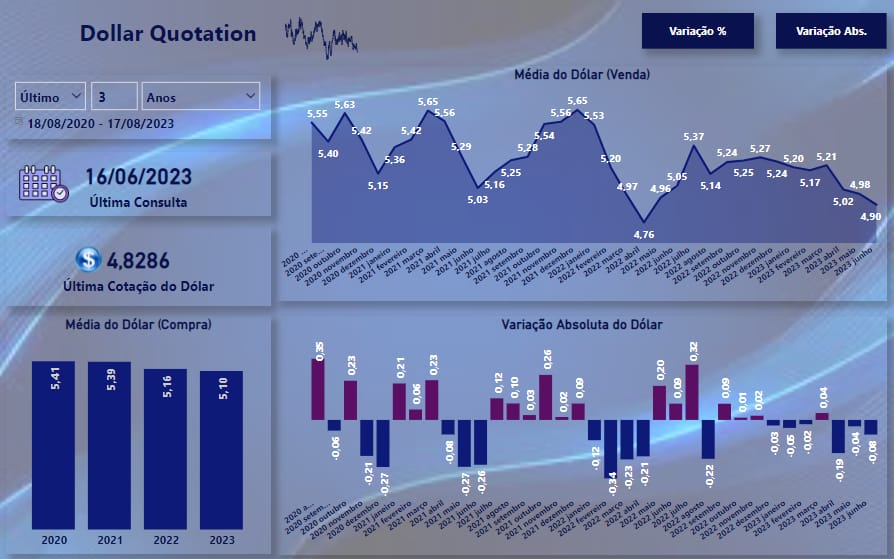 Dollar Quotation
Variação %
Variação Abs.
Último
3
Anos
18/08/2020 - 17/08/2023
16/06/2023
Última Consulta
$ 4,8286
Última Cotação do Dólar
Média do Dólar (Venda)
5,55
5,40
5,63
5,42
5,15
5,36
5,42
5,65
5,56
5,29
5,03
5,16
5,25
5,28
5,54
5,56
5,65
5,53
5,20
4,97
4,76
4,96
5,05
5,37
5,14
5,24
5,25
5,27
5,24
5,20
5,17
5,21
5,02
4,98
4,90
2020 ...
2020 sete...
2020 outubro
2020 novembro
2020 dezembro
2021 janeiro
2021 fevereiro
2021 março
2021 abril
2021 maio
2021 junho
2021 julho
2021 agosto
2021 setembro
2021 outubro
2021 novembro
2021 dezembro
2022 janeiro
2022 fevereiro
2022 março
2022 abril
2022 maio
2022 junho
2022 julho
2022 agosto
2022 setembro
2022 outubro
2022 novembro
2022 dezembro
2023 janeiro
2023 fevereiro
2023 março
2023 abril
2023 maio
2023 junho
Média do Dólar (Compra)
5,41
5,39
5,16
5,10
2020
2021
2022
2023
Variação Absoluta do Dólar
0,35
-0,06
0,23
-0,21
-0,27
0,21
0,06
0,23
-0,08
-0,27
-0,26
0,12
0,10
0,03
0,26
0,02
0,09
-0,12
-0,34
-0,23
-0,21
0,20
0,09
0,32
-0,22
0,09
0,01
0,02
-0,03
-0,05
-0,02
0,04
-0,19
-0,04
-0,08
2020 a...
2020 setem...
2020 outubro
2020 novembro
2020 dezembro
2021 janeiro
2021 fevereiro
2021 março
2021 abril
2021 maio
2021 junho
2021 julho
2021 agosto
2021 setembro
2021 outubro
2021 novembro
2021 dezembro
2022 janeiro
2022 fevereiro
2022 março
2022 abril
2022 maio
2022 junho
2022 julho
2022 agosto
2022 setembro
2022 outubro
2022 novembro
2022 dezembro
2023 janeiro
2023 fevereiro
2023 março
2023 abril
2023 maio
2023 junho